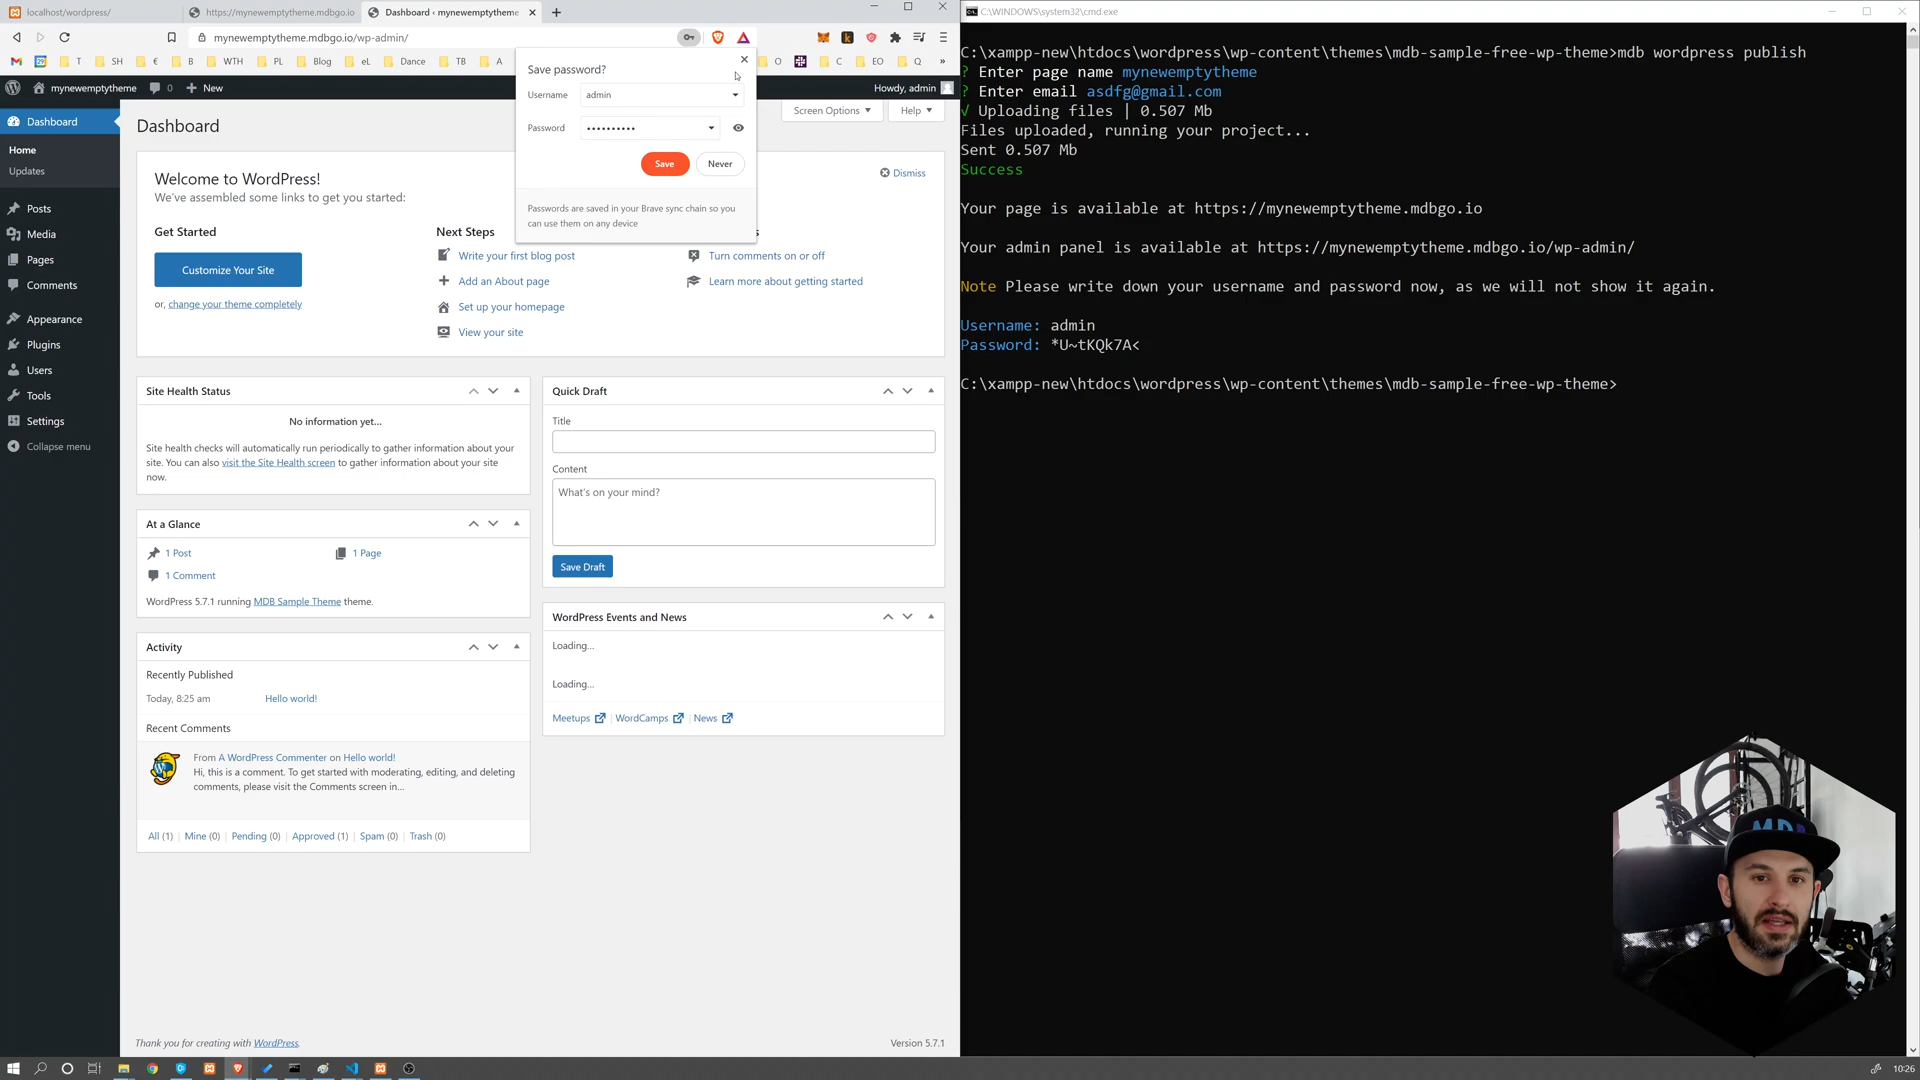 localhost/wordpress/
https://mynewemptytheme.mdbgo.io
Dashboard ‹ mynewemptytheme
mynewemptytheme.mdbgo.io/wp-admin/
T
SH
€
B
WTH
PL
Blog
eL
Dance
TB
A
O
C
EO
Q
»
mynewemptytheme
0
New
Howdy, admin
Save password?
Username
admin
Password
••••••••••
Save
Never
Passwords are saved in your Brave sync chain so you
can use them on any device
Dashboard
Home
Updates
Posts
Media
Pages
Comments
Appearance
Plugins
Users
Tools
Settings
Collapse menu
Dashboard
Screen Options
Help
Welcome to WordPress!
We've assembled some links to get you started:
Dismiss
Get Started
Customize Your Site
or, change your theme completely
Next Steps
Write your first blog post
Add an About page
Set up your homepage
View your site
Turn comments on or off
Learn more about getting started
Site Health Status
No information yet...
Site health checks will automatically run periodically to gather information about your
site. You can also visit the Site Health screen to gather information about your site
now.
At a Glance
1 Post
1 Page
1 Comment
WordPress 5.7.1 running MDB Sample Theme theme.
Activity
Recently Published
Today, 8:25 am
Hello world!
Recent Comments
From A WordPress Commenter on Hello world!
Hi, this is a comment. To get started with moderating, editing, and deleting
comments, please visit the Comments screen in...
All (1) | Mine (0) | Pending (0) | Approved (1) | Spam (0) | Trash (0)
Quick Draft
Title
Content
What's on your mind?
Save Draft
WordPress Events and News
Loading...
Loading...
Meetups | WordCamps | News
Thank you for creating with WordPress.
Version 5.7.1
C:\WINDOWS\system32\cmd.exe
C:\xampp-new\htdocs\wordpress\wp-content\themes\mdb-sample-free-wp-theme>mdb wordpress publish
? Enter page name mynewemptytheme
? Enter email asdfg@gmail.com
√ Uploading files | 0.507 Mb
Files uploaded, running your project...
Sent 0.507 Mb
Success
Your page is available at https://mynewemptytheme.mdbgo.io
Your admin panel is available at https://mynewemptytheme.mdbgo.io/wp-admin/
Note Please write down your username and password now, as we will not show it again.
Username: admin
Password: *U~tKQk7A<
C:\xampp-new\htdocs\wordpress\wp-content\themes\mdb-sample-free-wp-theme>
MDB
10:26